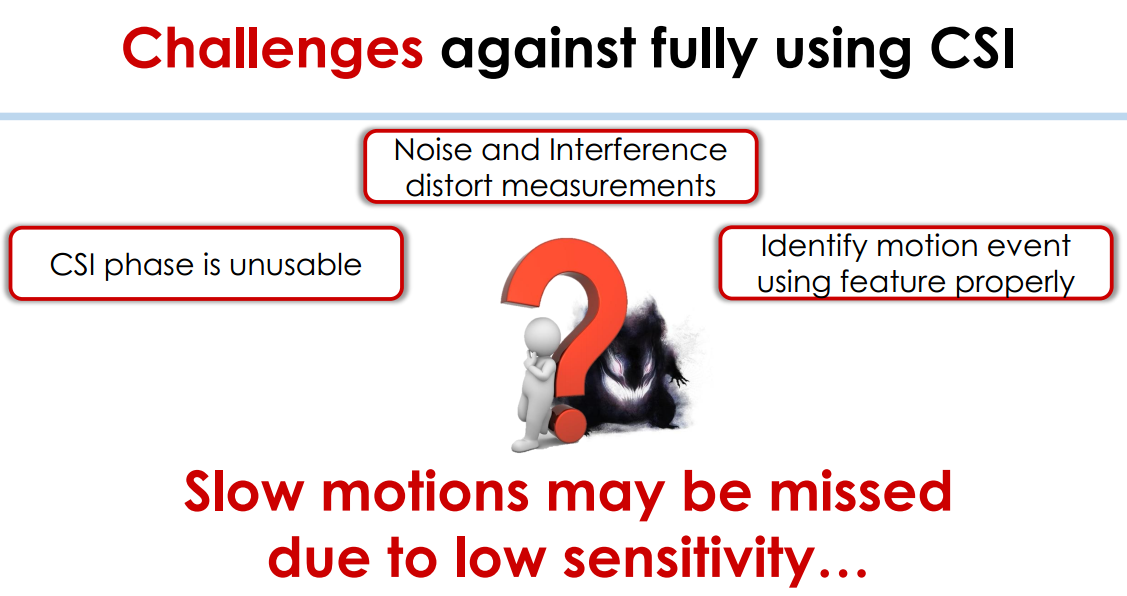 Challenges against fully using CSI
Noise and Interference
distort measurements
CSI phase is unusable
Identify motion event
using feature properly
Slow motions may be missed
due to low sensitivity…